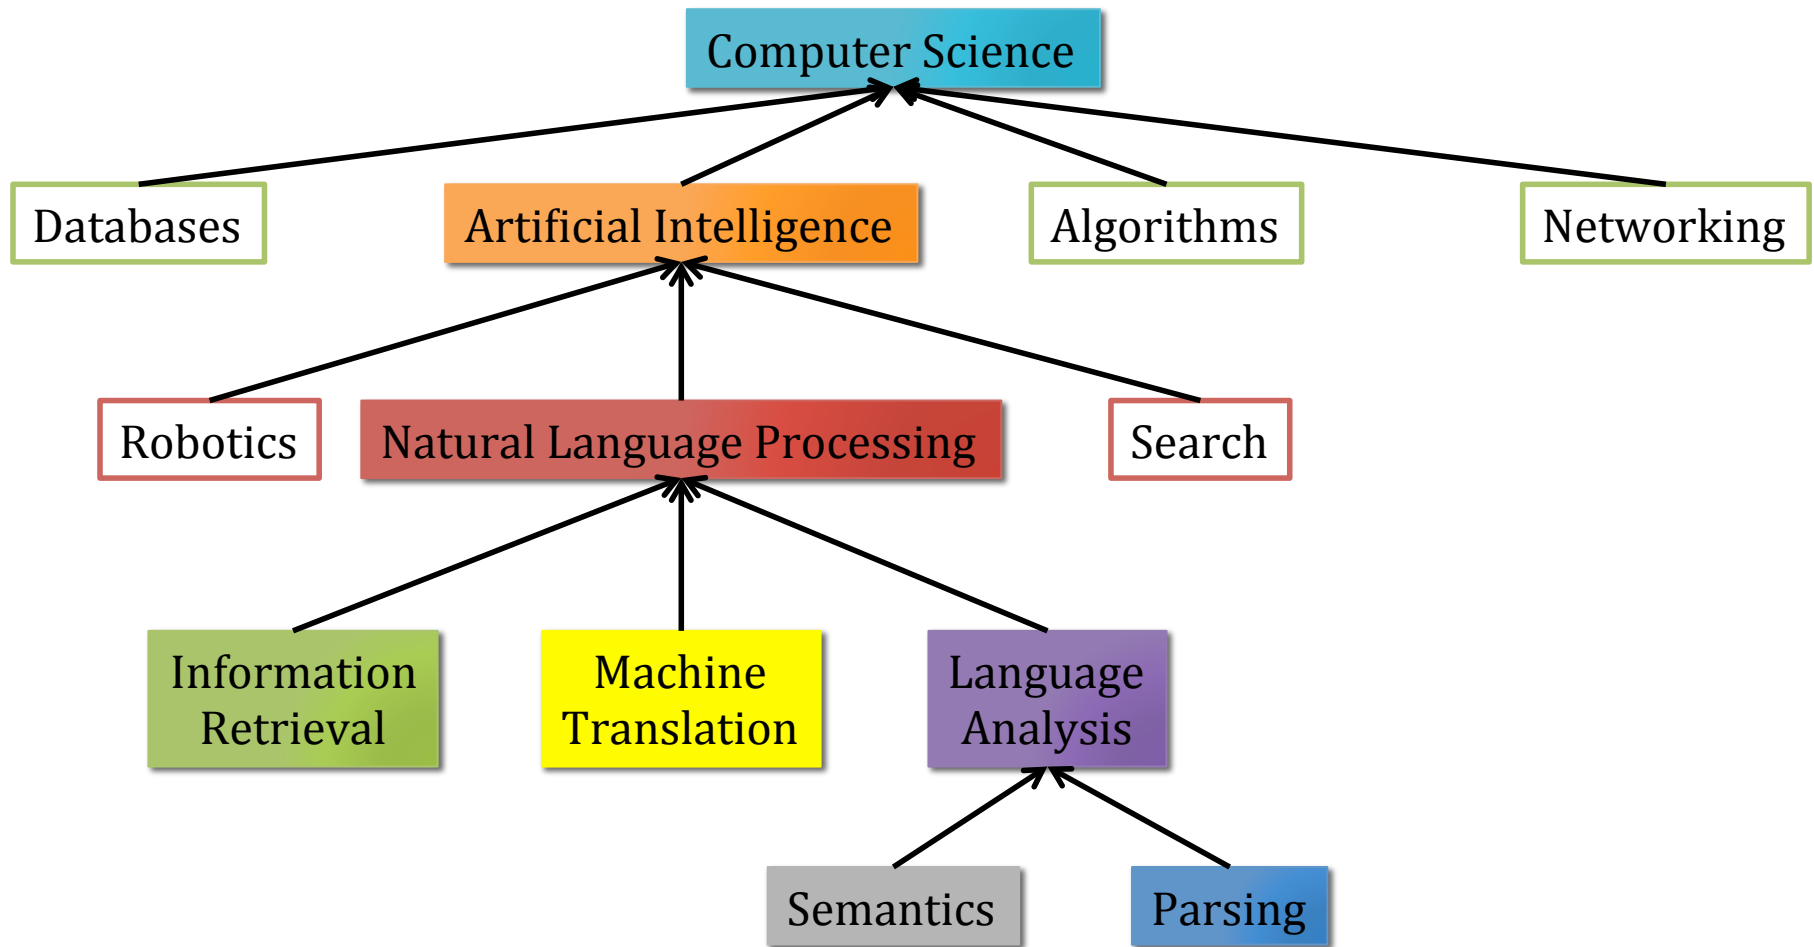 Computer Science
Databases
Artificial Intelligence
Algorithms
Networking
Robotics
Natural Language Processing
Search
Information
Retrieval
Machine
Translation
Language
Analysis
Semantics
Parsing